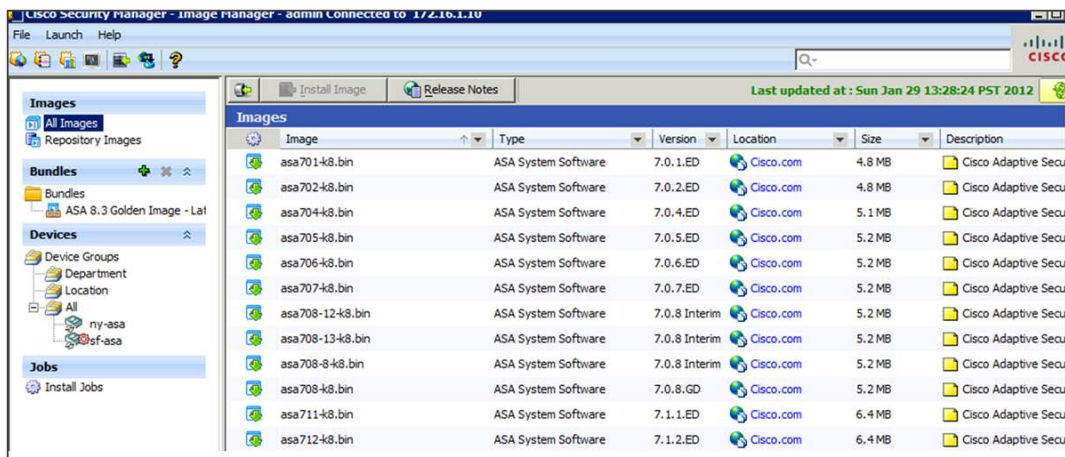 Cisco Security Manager - Image Manager - admin Connected to '172.16.1.10'
File Launch Help
CISCO
Install Image Release Notes Last updated at : Sun Jan 29 13:28:24 PST 2012
Images
All Images
Repository Images
Bundles
Bundles
ASA 8.3 Golden Image - Lat
Devices
Device Groups
Department
Location
All
ny-asa
sf-asa
Jobs
Install Jobs
Images
Image Type Version Location Size Description
asa701-k8.bin ASA System Software 7.0.1.ED Cisco.com 4.8 MB Cisco Adaptive Secu
asa702-k8.bin ASA System Software 7.0.2.ED Cisco.com 4.8 MB Cisco Adaptive Secu
asa704-k8.bin ASA System Software 7.0.4.ED Cisco.com 5.1 MB Cisco Adaptive Secu
asa705-k8.bin ASA System Software 7.0.5.ED Cisco.com 5.2 MB Cisco Adaptive Secu
asa706-k8.bin ASA System Software 7.0.6.ED Cisco.com 5.2 MB Cisco Adaptive Secu
asa707-k8.bin ASA System Software 7.0.7.ED Cisco.com 5.2 MB Cisco Adaptive Secu
asa708-12-k8.bin ASA System Software 7.0.8 Interim Cisco.com 5.2 MB Cisco Adaptive Secu
asa708-13-k8.bin ASA System Software 7.0.8 Interim Cisco.com 5.2 MB Cisco Adaptive Secu
asa708-8-k8.bin ASA System Software 7.0.8 Interim Cisco.com 5.2 MB Cisco Adaptive Secu
asa708-k8.bin ASA System Software 7.0.8.GD Cisco.com 5.2 MB Cisco Adaptive Secu
asa711-k8.bin ASA System Software 7.1.1.ED Cisco.com 6.4 MB Cisco Adaptive Secu
asa712-k8.bin ASA System Software 7.1.2.ED Cisco.com 6.4 MB Cisco Adaptive Secu